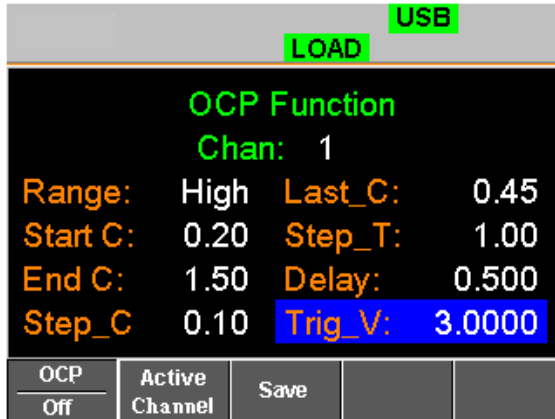 USB
LOAD
OCP Function
Chan: 1
Range: High Last_C: 0.45
Start C: 0.20 Step_T: 1.00
End C: 1.50 Delay: 0.500
Step_C 0.10 Trig_V: 3.0000
OCP Active Save
Off Channel